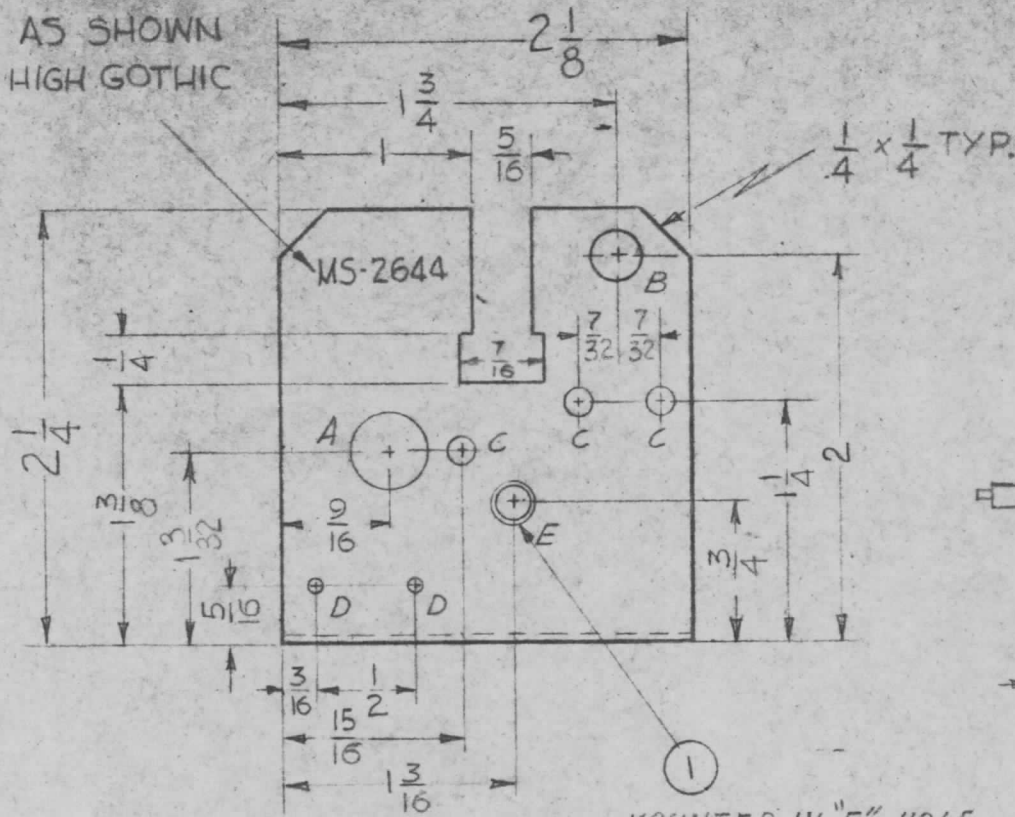 AS SHOWN
HIGH GOTHIC
2 1/8
1 3/4
1
5/16
1/4 x 1/4 TYP.
MS-2644
B
7/32
7/32
7/16
1/4
2 1/4
A
C
C
C
2
1 1/4
1 3/8
1 3/32
9/16
E
3/4
5/16
D
D
3/16
1/2
15/16
1 3/16
1
MOUNTED IN "E" HOLE